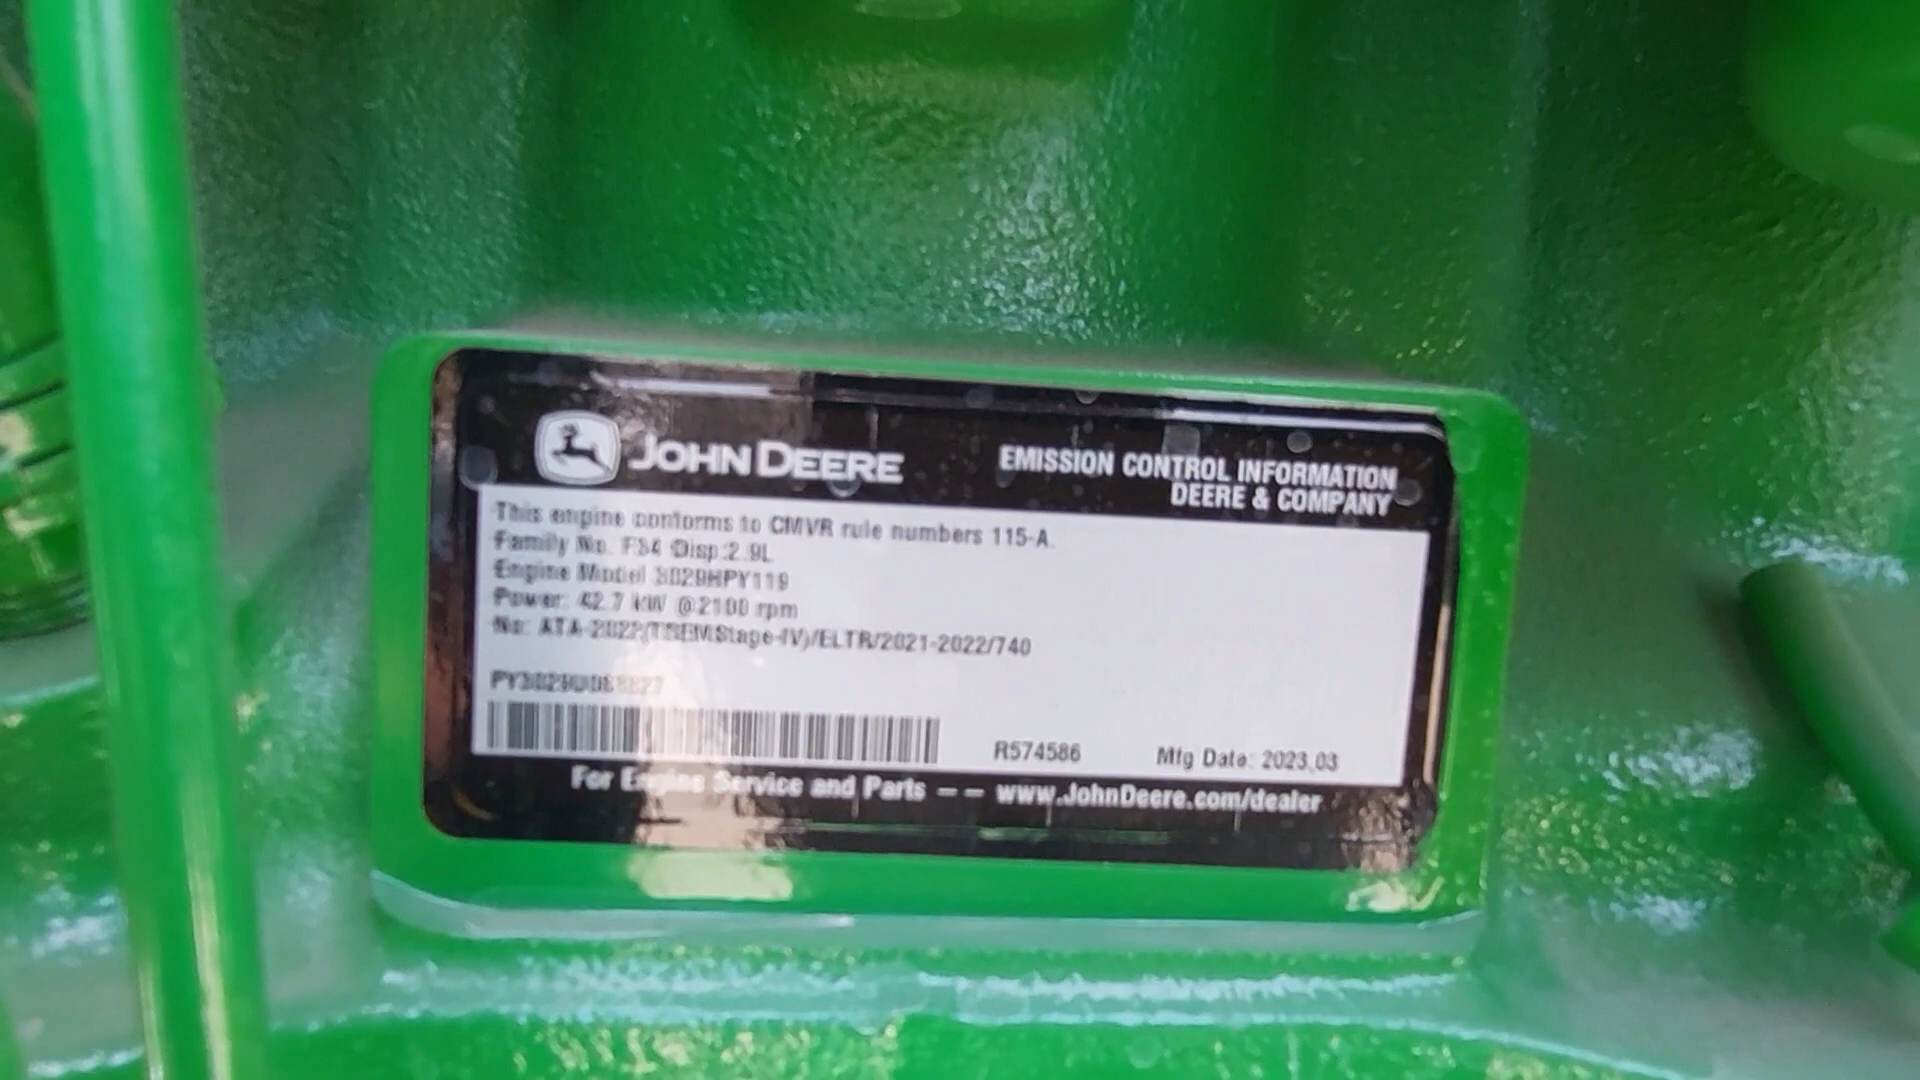 JOHN DEERE
EMISSION CONTROL INFORMATION
DEERE & COMPANY
This engine conforms to CMVR rule numbers 115-A.
Family No. Disp:2.9L
Engine Model 3029HPY119
Power: 42.7 kW @2100 rpm
No: ATA-2022(TREM Stage-IV)/ELTR/2021-2022/740
R574586
Mfg Date: 2023.03
For Engine Service and Parts – – www.JohnDeere.com/dealer